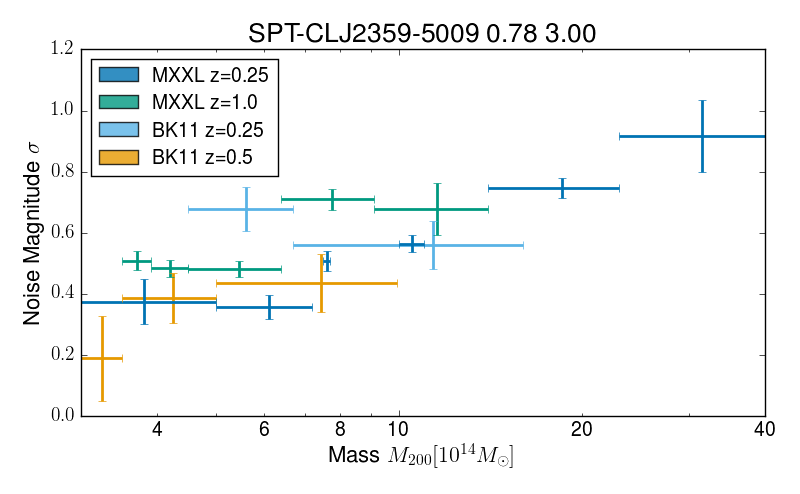 SPT-CLJ2359-5009 0.78 3.00
1.2
1.0
0.8
0.6
0.4
0.2
0.0
Noise Magnitude σ
MXXL z=0.25
MXXL z=1.0
BK11 z=0.25
BK11 z=0.5
4 6 8 10 20 40
Mass M₂₀₀[10¹⁴M☉]